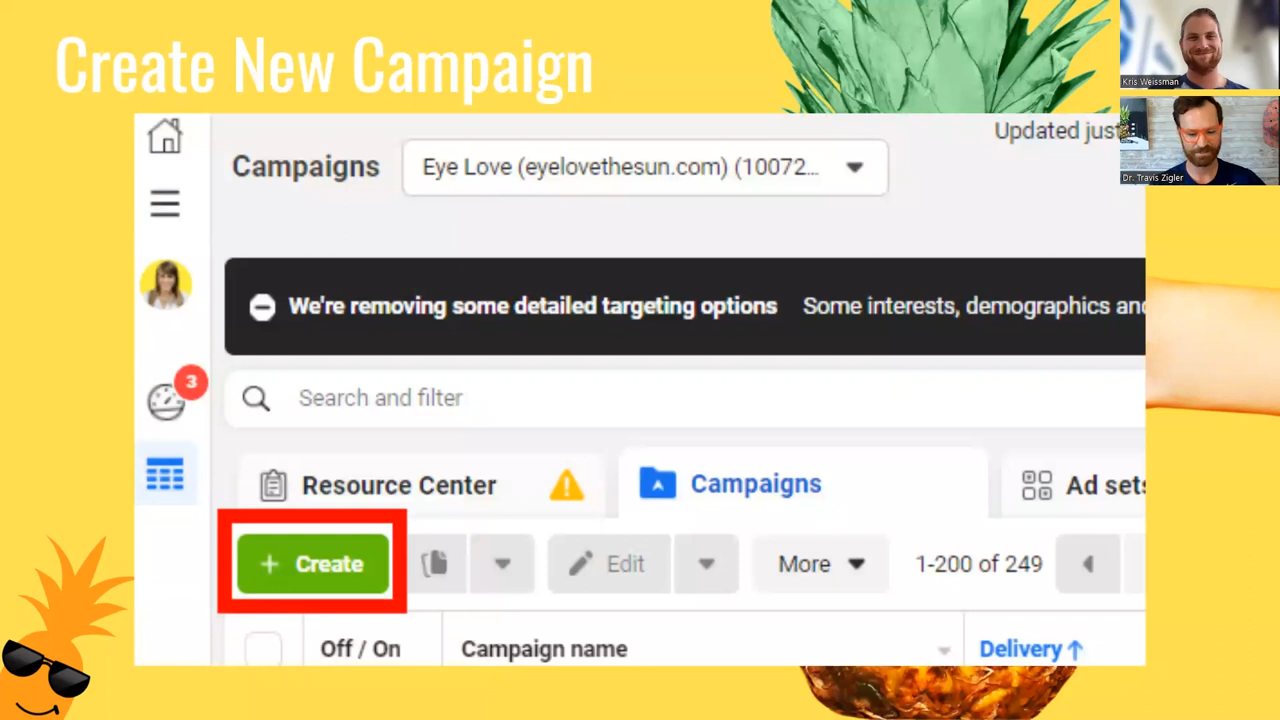 Create New Campaign
Kris Weissman
Dr. Travis Zigler
Updated just
Campaigns
Eye Love (eyelovethesun.com) (10072...
We're removing some detailed targeting options Some interests, demographics and
3
Search and filter
Resource Center
Campaigns
Ad sets
+ Create
Edit
More
1-200 of 249
Off / On
Campaign name
Delivery ↑